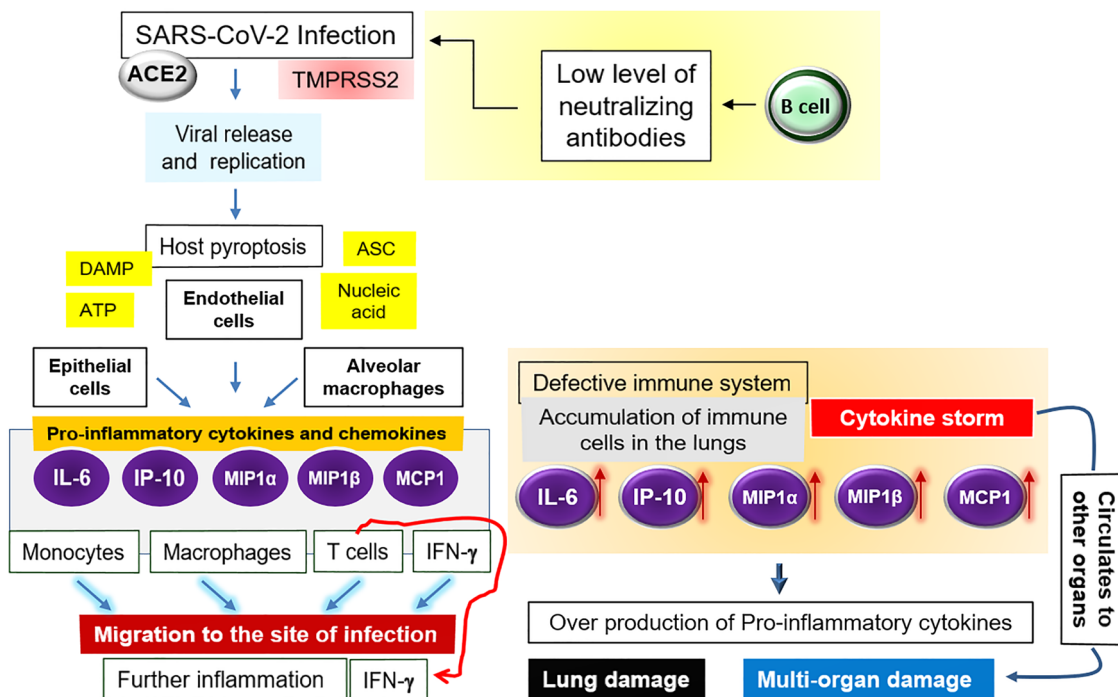 SARS-CoV-2 Infection
ACE2
TMPRSS2
Low level of
neutralizing
antibodies
B cell
Viral release
and replication
Host pyroptosis
DAMP
ATP
ASC
Nucleic
acid
Endothelial
cells
Epithelial
cells
Alveolar
macrophages
Pro-inflammatory cytokines and chemokines
IL-6
IP-10
MIP1α
MIP1β
MCP1
Monocytes
Macrophages
T cells
IFN-γ
Migration to the site of infection
Further inflammation
IFN-γ
Defective immune system
Accumulation of immune
cells in the lungs
Cytokine storm
IL-6
IP-10
MIP1α
MIP1β
MCP1
Circulates to
other organs
Over production of Pro-inflammatory cytokines
Lung damage
Multi-organ damage